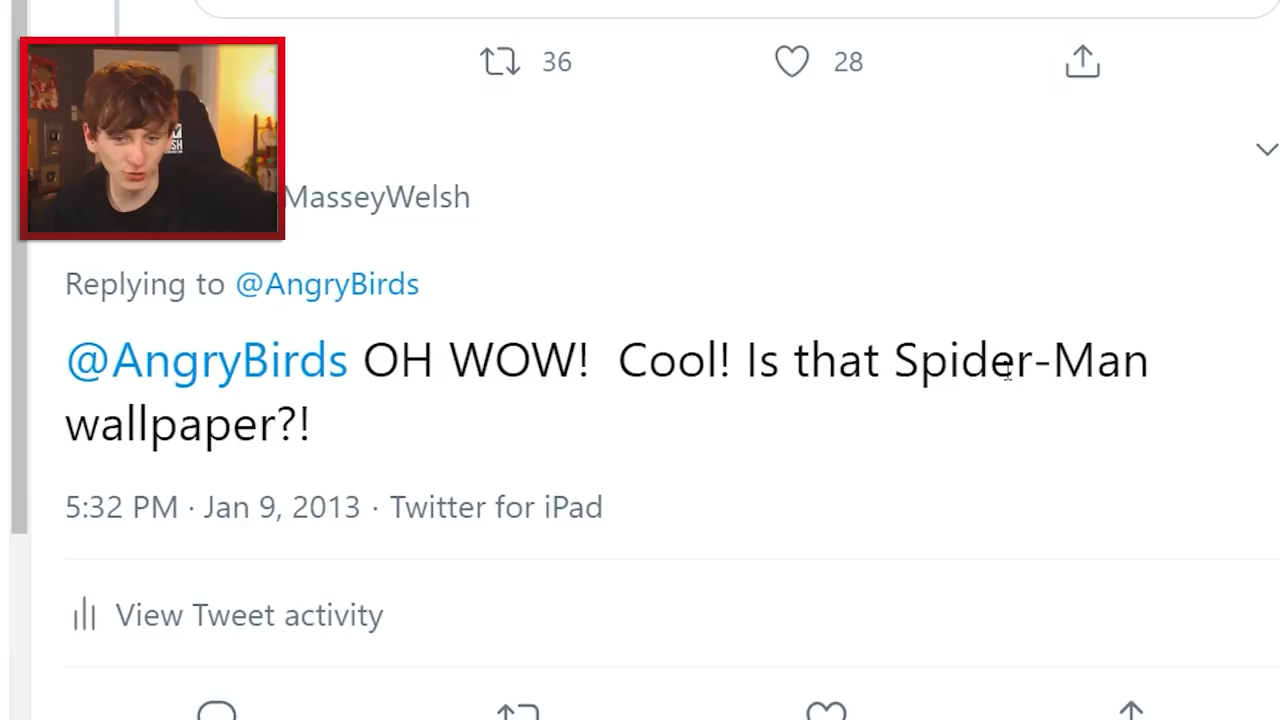 36 28
MasseyWelsh
Replying to @AngryBirds
@AngryBirds OH WOW!  Cool! Is that Spider-Man
wallpaper?!
5:32 PM · Jan 9, 2013 · Twitter for iPad
View Tweet activity